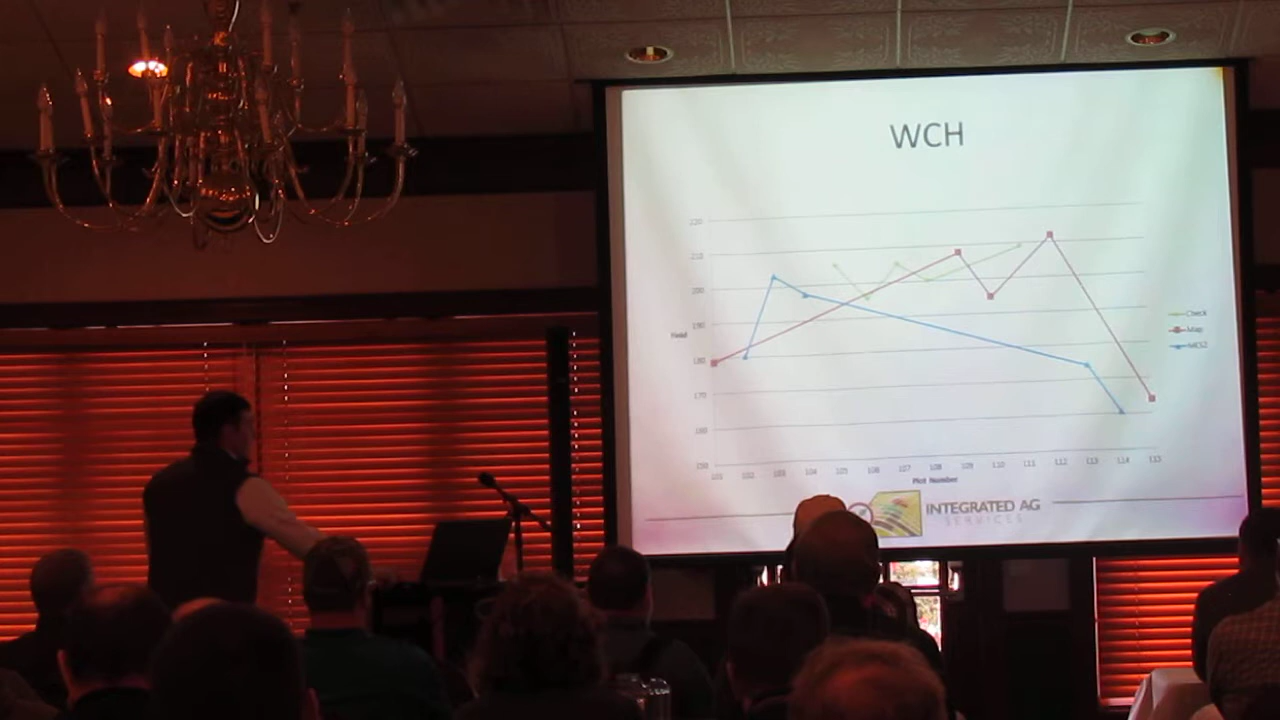 WCH
220
210
200
190
180
170
160
150
Yield
101 102 103 104 105 106 107 108 109 110 111 112 113 114 115
Plot Number
Check
Map
INTEGRATED AG
SERVICES